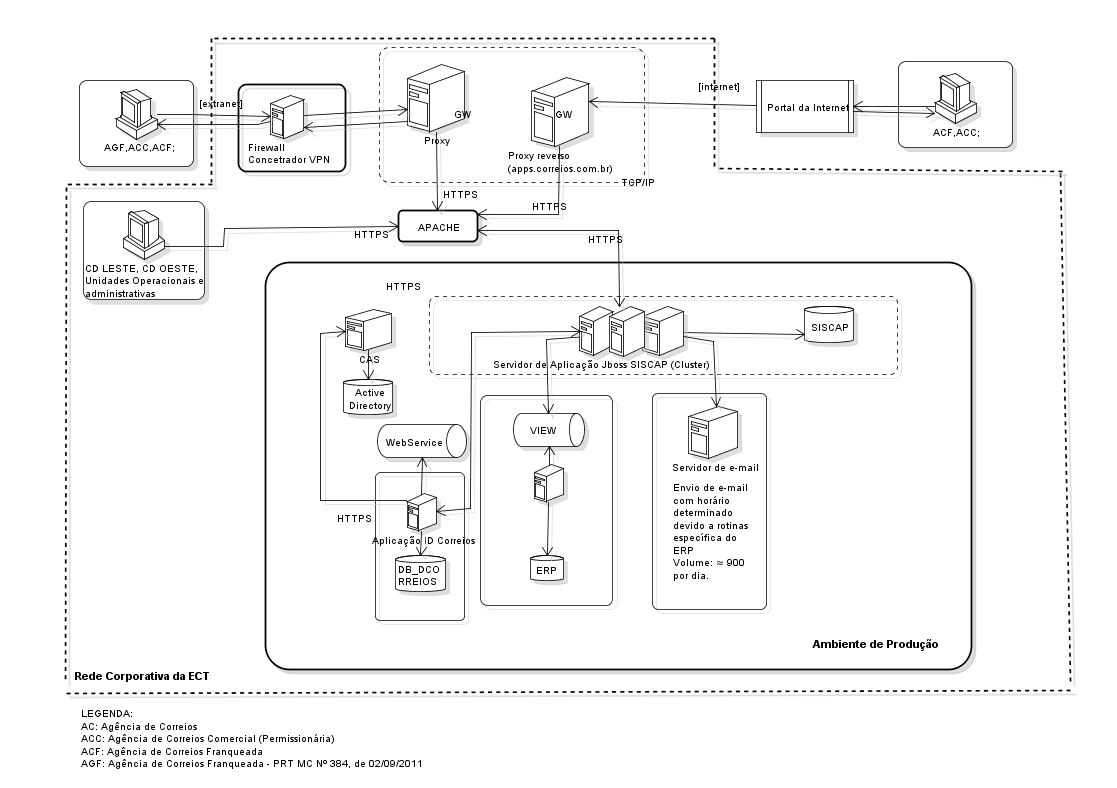 [extranet]
AGF,ACC,ACF;
Firewall
Concetrador VPN
GW
Proxy
GW
Proxy reverso
(apps.correios.com.br)
TCP/IP
[internet]
Portal da Internet
ACF,ACC;
HTTPS
HTTPS
APACHE
HTTPS
HTTPS
CD LESTE, CD OESTE,
Unidades Operacionais e
administrativas
HTTPS
CAS
Active
Directory
Servidor de Aplicação Jboss SISCAP (Cluster)
SISCAP
WebService
VIEW
Servidor de e-mail
Envio de e-mail
com horário
determinado
devido a rotinas
específica do
ERP
Volume: ≈ 900
por dia.
HTTPS
Aplicação ID Correios
DB_DCO
RREIOS
ERP
Ambiente de Produção
Rede Corporativa da ECT
LEGENDA:
AC: Agência de Correios
ACC: Agência de Correios Comercial (Permissionária)
ACF: Agência de Correios Franqueada
AGF: Agência de Correios Franqueada - PRT MC Nº 384, de 02/09/2011